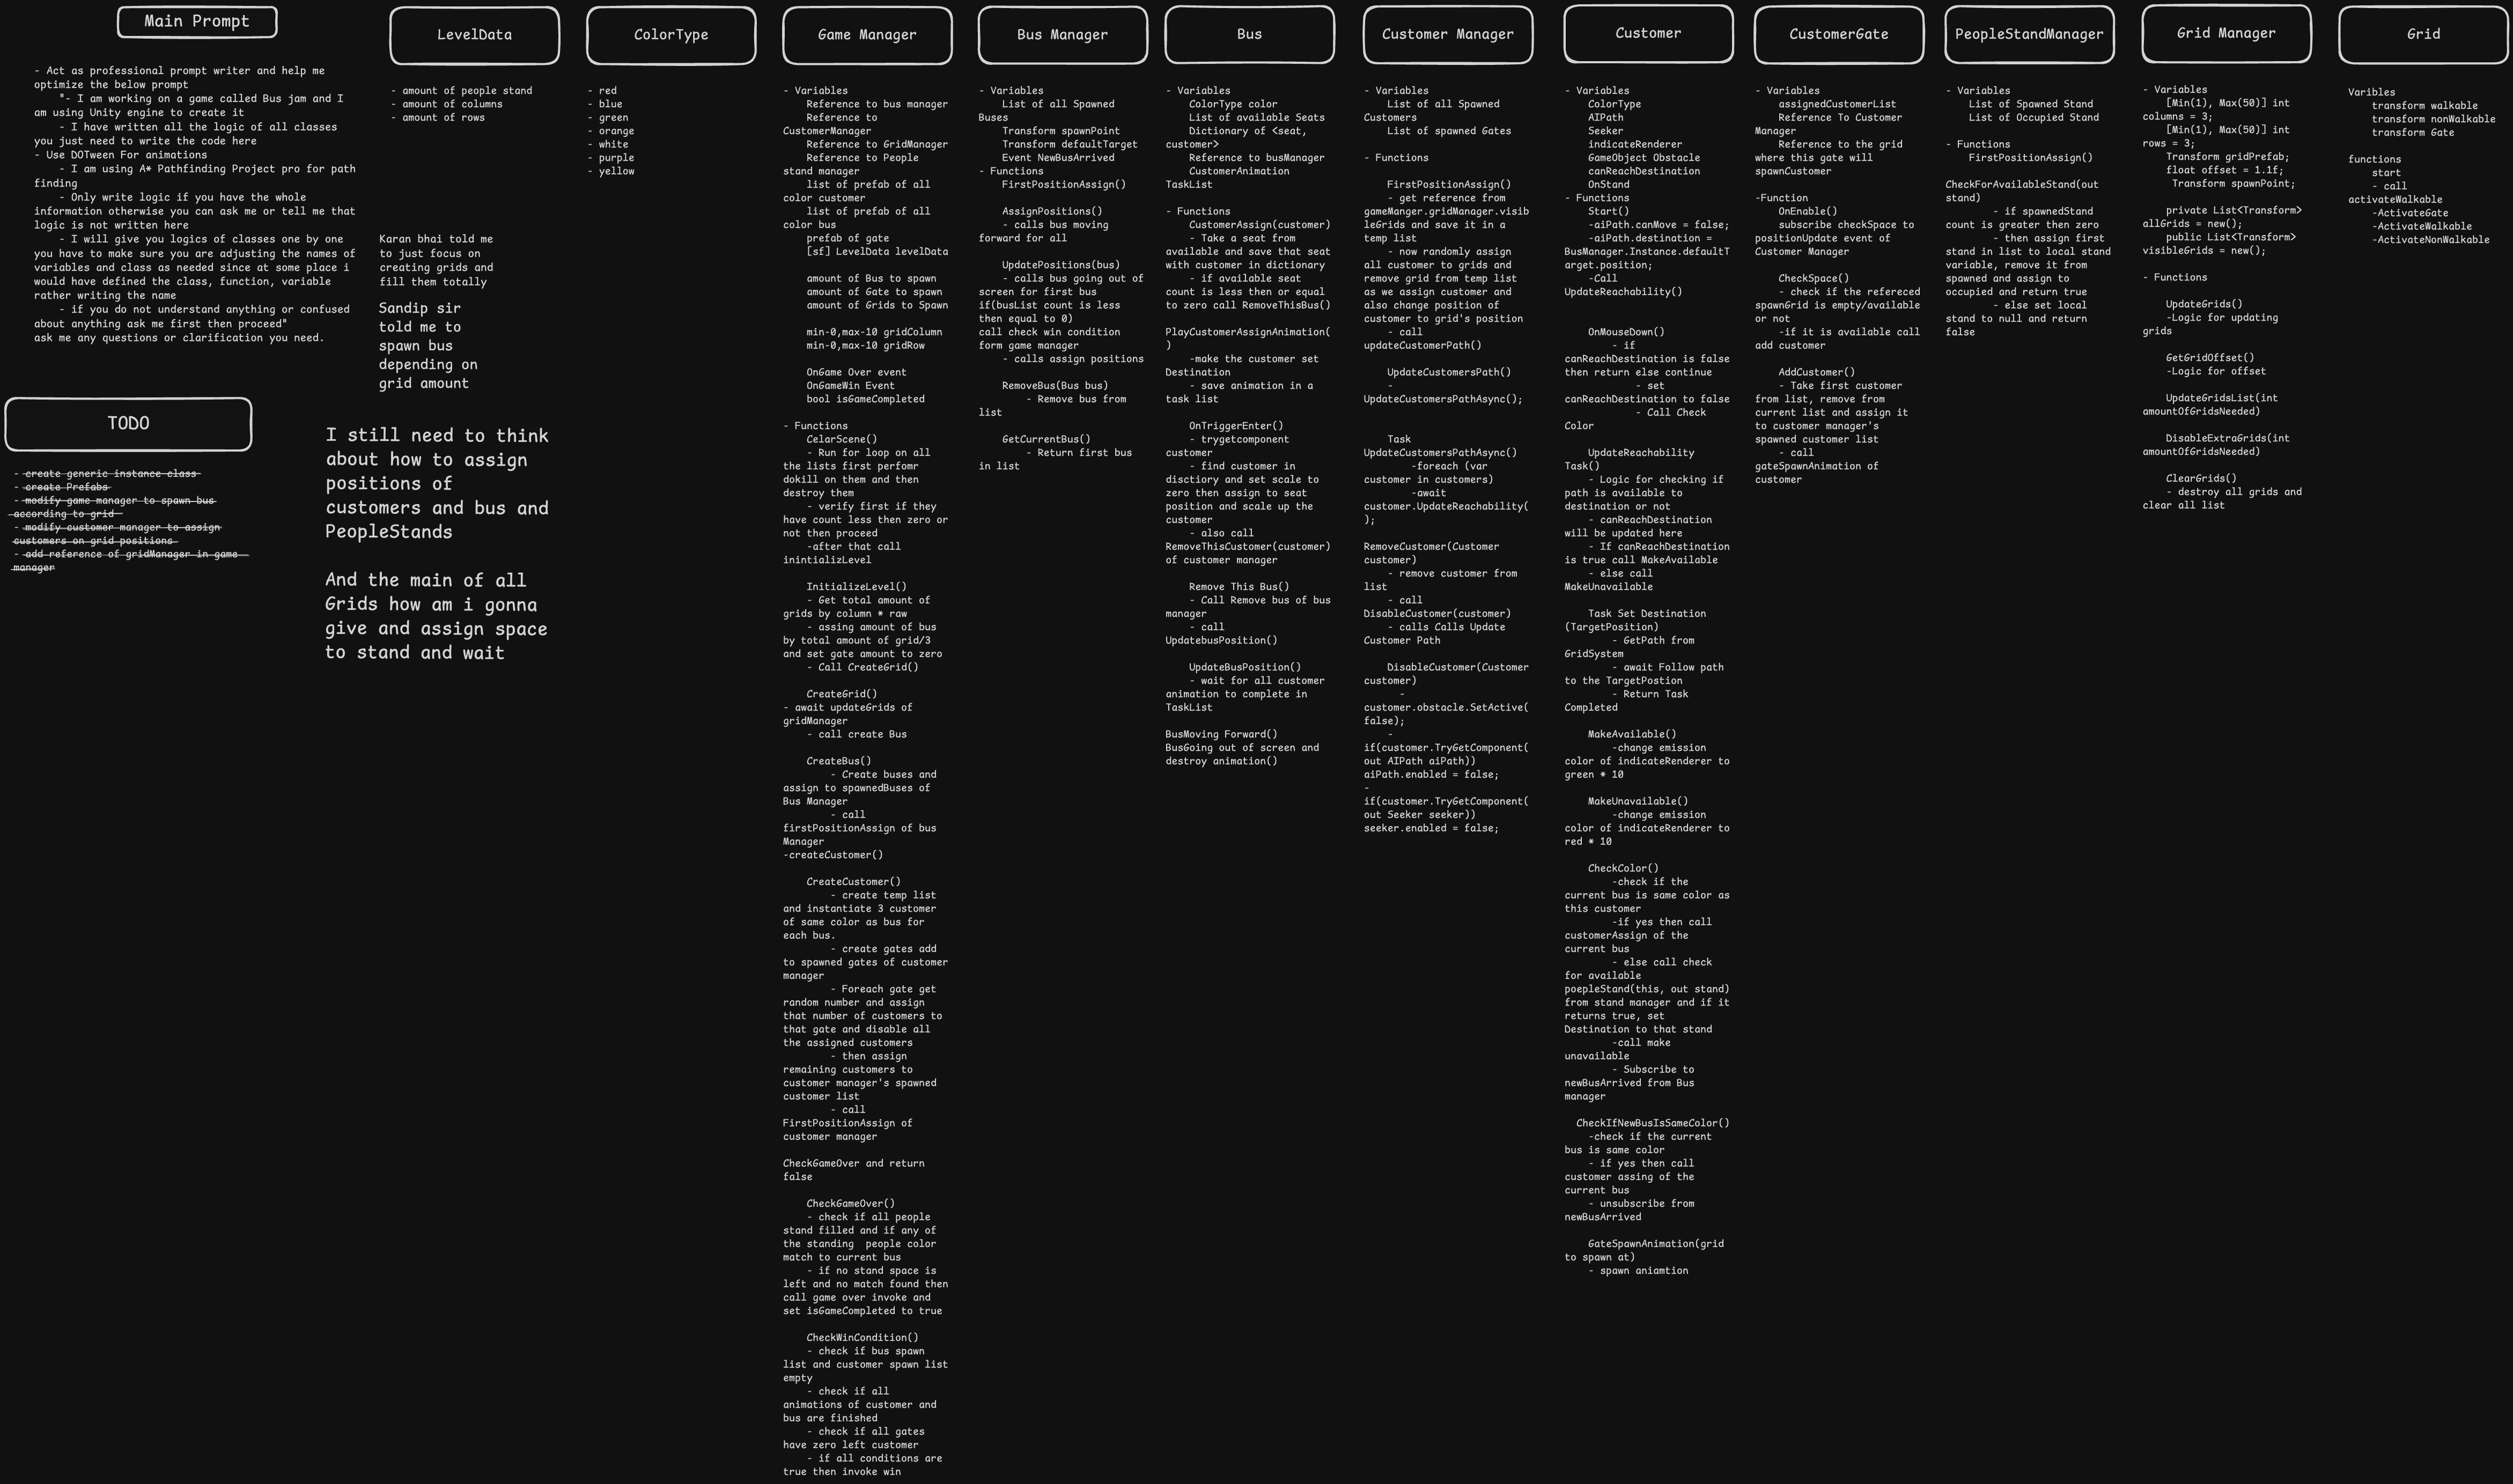 Main Prompt
- Act as professional prompt writer and help me
optimize the below prompt
"- I am working on a game called Bus jam and I
am using Unity engine to create it
- I have written all the logic of all classes
you just need to write the code here
- Use DOTween For animations
- I am using A* Pathfinding Project pro for path
finding
- Only write logic if you have the whole
information otherwise you can ask me or tell me that
logic is not written here
- I will give you logics of classes one by one
you have to make sure you are adjusting the names of
variables and class as needed since at some place i
would have defined the class, function, variable
rather writing the name
- if you do not understand anything or confused
about anything ask me first then proceed"
ask me any questions or clarification you need.
TODO
- create generic instance class
- create Prefabs
- modify game manager to spawn bus
according to grid
- modify customer manager to assign
customers on grid positions
- add reference of gridManager in game
manager
LevelData
- amount of people stand
- amount of columns
- amount of rows
Karan bhai told me
to just focus on
creating grids and
fill them totally
Sandip sir
told me to
spawn bus
depending on
grid amount
I still need to think
about how to assign
positions of
customers and bus and
PeopleStands
And the main of all
Grids how am i gonna
give and assign space
to stand and wait
ColorType
- red
- blue
- green
- orange
- white
- purple
- yellow
Game Manager
- Variables
Reference to bus manager
Reference to
CustomerManager
Reference to GridManager
Reference to People
stand manager
list of prefab of all
color customer
list of prefab of all
color bus
prefab of gate
[sf] LevelData levelData
amount of Bus to spawn
amount of Gate to spawn
amount of Grids to Spawn
min-0,max-10 gridColumn
min-0,max-10 gridRow
OnGame Over event
OnGameWin Event
bool isGameCompleted
- Functions
CelarScene()
- Run for loop on all
the lists first perfomr
dokill on them and then
destroy them
- verify first if they
have count less then zero or
not then proceed
-after that call
inintializLevel
InitializeLevel()
- Get total amount of
grids by column * raw
- assing amount of bus
by total amount of grid/3
and set gate amount to zero
- Call CreateGrid()
CreateGrid()
- await updateGrids of
gridManager
- call create Bus
CreateBus()
- Create buses and
assign to spawnedBuses of
Bus Manager
- call
firstPositionAssign of bus
Manager
-createCustomer()
CreateCustomer()
- create temp list
and instantiate 3 customer
of same color as bus for
each bus.
- create gates add
to spawned gates of customer
manager
- Foreach gate get
random number and assign
that number of customers to
that gate and disable all
the assigned customers
- then assign
remaining customers to
customer manager's spawned
customer list
- call
FirstPositionAssign of
customer manager
CheckGameOver and return
false
CheckGameOver()
- check if all people
stand filled and if any of
the standing  people color
match to current bus
- if no stand space is
left and no match found then
call game over invoke and
set isGameCompleted to true
CheckWinCondition()
- check if bus spawn
list and customer spawn list
empty
- check if all
animations of customer and
bus are finished
- check if all gates
have zero left customer
- if all conditions are
true then invoke win
Bus Manager
- Variables
List of all Spawned
Buses
Transform spawnPoint
Transform defaultTarget
Event NewBusArrived
- Functions
FirstPositionAssign()
AssignPositions()
- calls bus moving
forward for all
UpdatePositions(bus)
- calls bus going out of
screen for first bus
if(busList count is less
then equal to 0)
call check win condition
form game manager
- calls assign positions
RemoveBus(Bus bus)
- Remove bus from
list
GetCurrentBus()
- Return first bus
in list
Bus
- Variables
ColorType color
List of available Seats
Dictionary of <seat,
customer>
Reference to busManager
CustomerAnimation
TaskList
- Functions
CustomerAssign(customer)
- Take a seat from
available and save that seat
with customer in dictionary
- if available seat
count is less then or equal
to zero call RemoveThisBus()
PlayCustomerAssignAnimation(
)
-make the customer set
Destination
- save animation in a
task list
OnTriggerEnter()
- trygetcomponent
customer
- find customer in
disctiory and set scale to
zero then assign to seat
position and scale up the
customer
- also call
RemoveThisCustomer(customer)
of customer manager
Remove This Bus()
- Call Remove bus of bus
manager
- call
UpdatebusPosition()
UpdateBusPosition()
- wait for all customer
animation to complete in
TaskList
BusMoving Forward()
BusGoing out of screen and
destroy animation()
Customer Manager
- Variables
List of all Spawned
Customers
List of spawned Gates
- Functions
FirstPositionAssign()
- get reference from
gameManger.gridManager.visib
leGrids and save it in a
temp list
- now randomly assign
all customer to grids and
remove grid from temp list
as we assign customer and
also change position of
customer to grid's position
- call
updateCustomerPath()
UpdateCustomersPath()
-
UpdateCustomersPathAsync();
Task
UpdateCustomersPathAsync()
-foreach (var
customer in customers)
-await
customer.UpdateReachability(
);
RemoveCustomer(Customer
customer)
- remove customer from
list
- call
DisableCustomer(customer)
- calls Calls Update
Customer Path
DisableCustomer(Customer
customer)
-
customer.obstacle.SetActive(
false);
-
if(customer.TryGetComponent(
out AIPath aiPath))
aiPath.enabled = false;
-
if(customer.TryGetComponent(
out Seeker seeker))
seeker.enabled = false;
Customer
- Variables
ColorType
AIPath
Seeker
indicateRenderer
GameObject Obstacle
canReachDestination
OnStand
- Functions
Start()
-aiPath.canMove = false;
-aiPath.destination =
BusManager.Instance.defaultT
arget.position;
-Call
UpdateReachability()
OnMouseDown()
- if
canReachDestination is false
then return else continue
- set
canReachDestination to false
- Call Check
Color
UpdateReachability
Task()
- Logic for checking if
path is available to
destination or not
- canReachDestination
will be updated here
- If canReachDestination
is true call MakeAvailable
- else call
MakeUnavailable
Task Set Destination
(TargetPosition)
- GetPath from
GridSystem
- await Follow path
to the TargetPostion
- Return Task
Completed
MakeAvailable()
-change emission
color of indicateRenderer to
green * 10
MakeUnavailable()
-change emission
color of indicateRenderer to
red * 10
CheckColor()
-check if the
current bus is same color as
this customer
-if yes then call
customerAssign of the
current bus
- else call check
for available
poepleStand(this, out stand)
from stand manager and if it
returns true, set
Destination to that stand
-call make
unavailable
- Subscribe to
newBusArrived from Bus
manager
CheckIfNewBusIsSameColor()
-check if the current
bus is same color
- if yes then call
customer assing of the
current bus
- unsubscribe from
newBusArrived
GateSpawnAnimation(grid
to spawn at)
- spawn aniamtion
CustomerGate
- Variables
assignedCustomerList
Reference To Customer
Manager
Reference to the grid
where this gate will
spawnCustomer
-Function
OnEnable()
subscribe checkSpace to
positionUpdate event of
Customer Manager
CheckSpace()
- check if the refereced
spawnGrid is empty/available
or not
-if it is available call
add customer
AddCustomer()
- Take first customer
from list, remove from
current list and assign it
to customer manager's
spawned customer list
- call
gateSpawnAnimation of
customer
PeopleStandManager
- Variables
List of Spawned Stand
List of Occupied Stand
- Functions
FirstPositionAssign()
CheckForAvailableStand(out
stand)
- if spawnedStand
count is greater then zero
- then assign first
stand in list to local stand
variable, remove it from
spawned and assign to
occupied and return true
- else set local
stand to null and return
false
Grid Manager
- Variables
[Min(1), Max(50)] int
columns = 3;
[Min(1), Max(50)] int
rows = 3;
Transform gridPrefab;
float offset = 1.1f;
Transform spawnPoint;
private List<Transform>
allGrids = new();
public List<Transform>
visibleGrids = new();
- Functions
UpdateGrids()
-Logic for updating
grids
GetGridOffset()
-Logic for offset
UpdateGridsList(int
amountOfGridsNeeded)
DisableExtraGrids(int
amountOfGridsNeeded)
ClearGrids()
- destroy all grids and
clear all list
Grid
Varibles
transform walkable
transform nonWalkable
transform Gate
functions
start
- call
activateWalkable
-ActivateGate
-ActivateWalkable
-ActivateNonWalkable